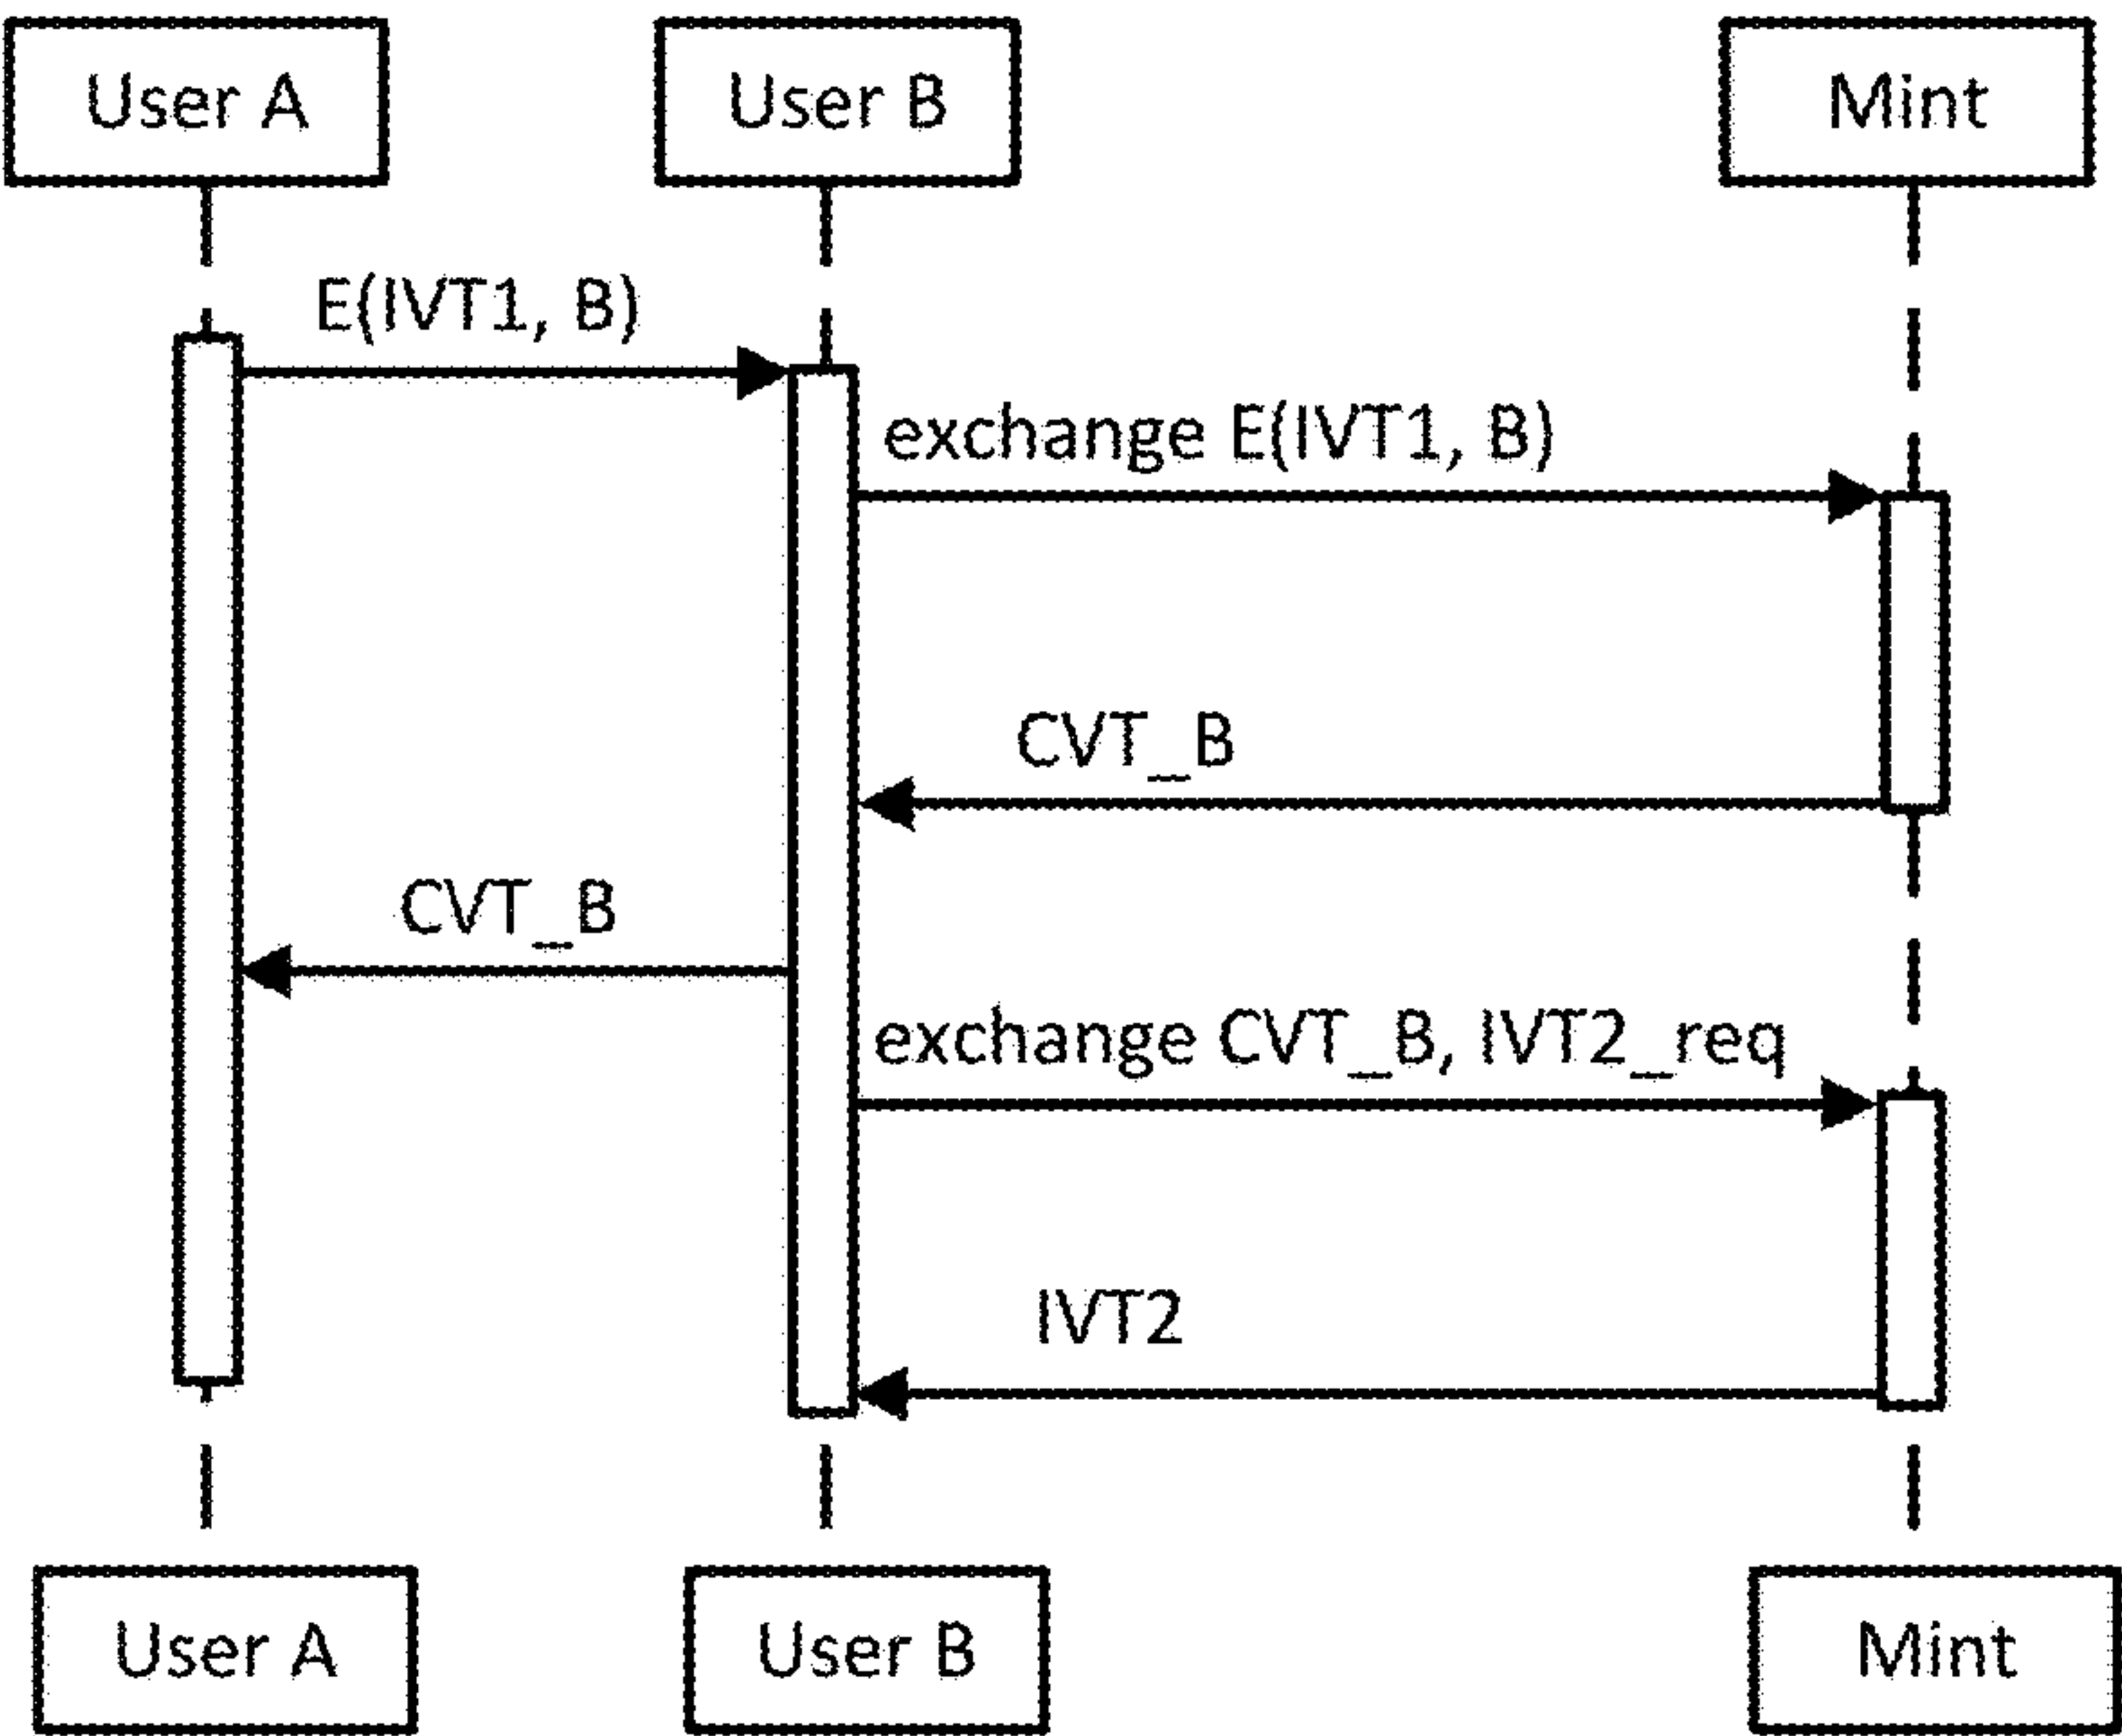 User A
User B
Mint
E(IVT1, B)
exchange E(IVT1, B)
CVT_B
CVT_B
exchange CVT_B, IVT2_req
IVT2
User A
User B
Mint